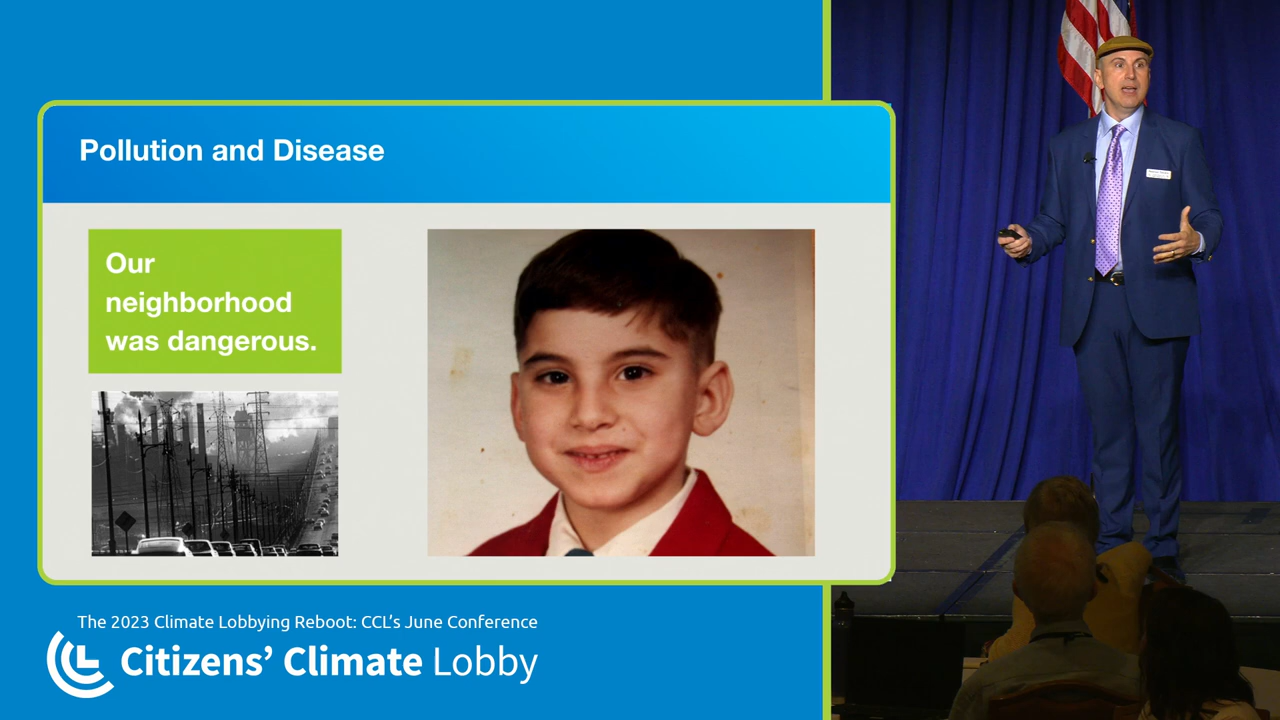 Pollution and Disease
Our
neighborhood
was dangerous.
The 2023 Climate Lobbying Reboot: CCL's June Conference
Citizens' Climate Lobby